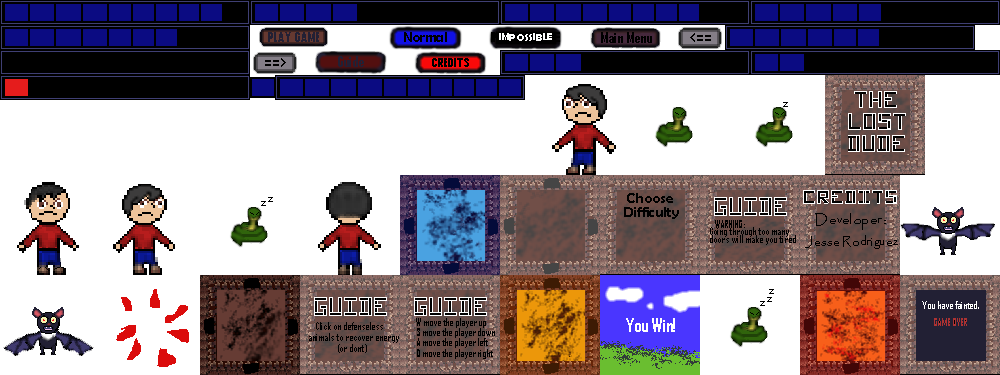 PLAY GAME
Normal
IMPOSSIBLE
Main Menu
<==
==>
CREDITS
z
z
THE
LOST
DUDE
z z
Choose
Difficulty
GUIDE
WARNING:
Going through too many
doors will make you tired
CREDITS
Developer:
Jesse Rodriguez
GUIDE
Click on defenseless
animals to recover energy
(or dont)
GUIDE
W move the player up
S move the player down
A move the player left
D move the player right
You Win!
z z z
You have fainted.
GAME OVER